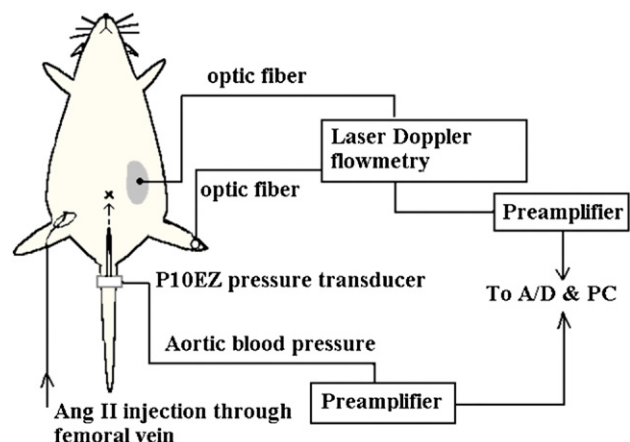 optic fiber
Laser Doppler
flowmetry
optic fiber
Preamplifier
P10EZ pressure transducer
To A/D & PC
Aortic blood pressure
Preamplifier
Ang II injection through
femoral vein